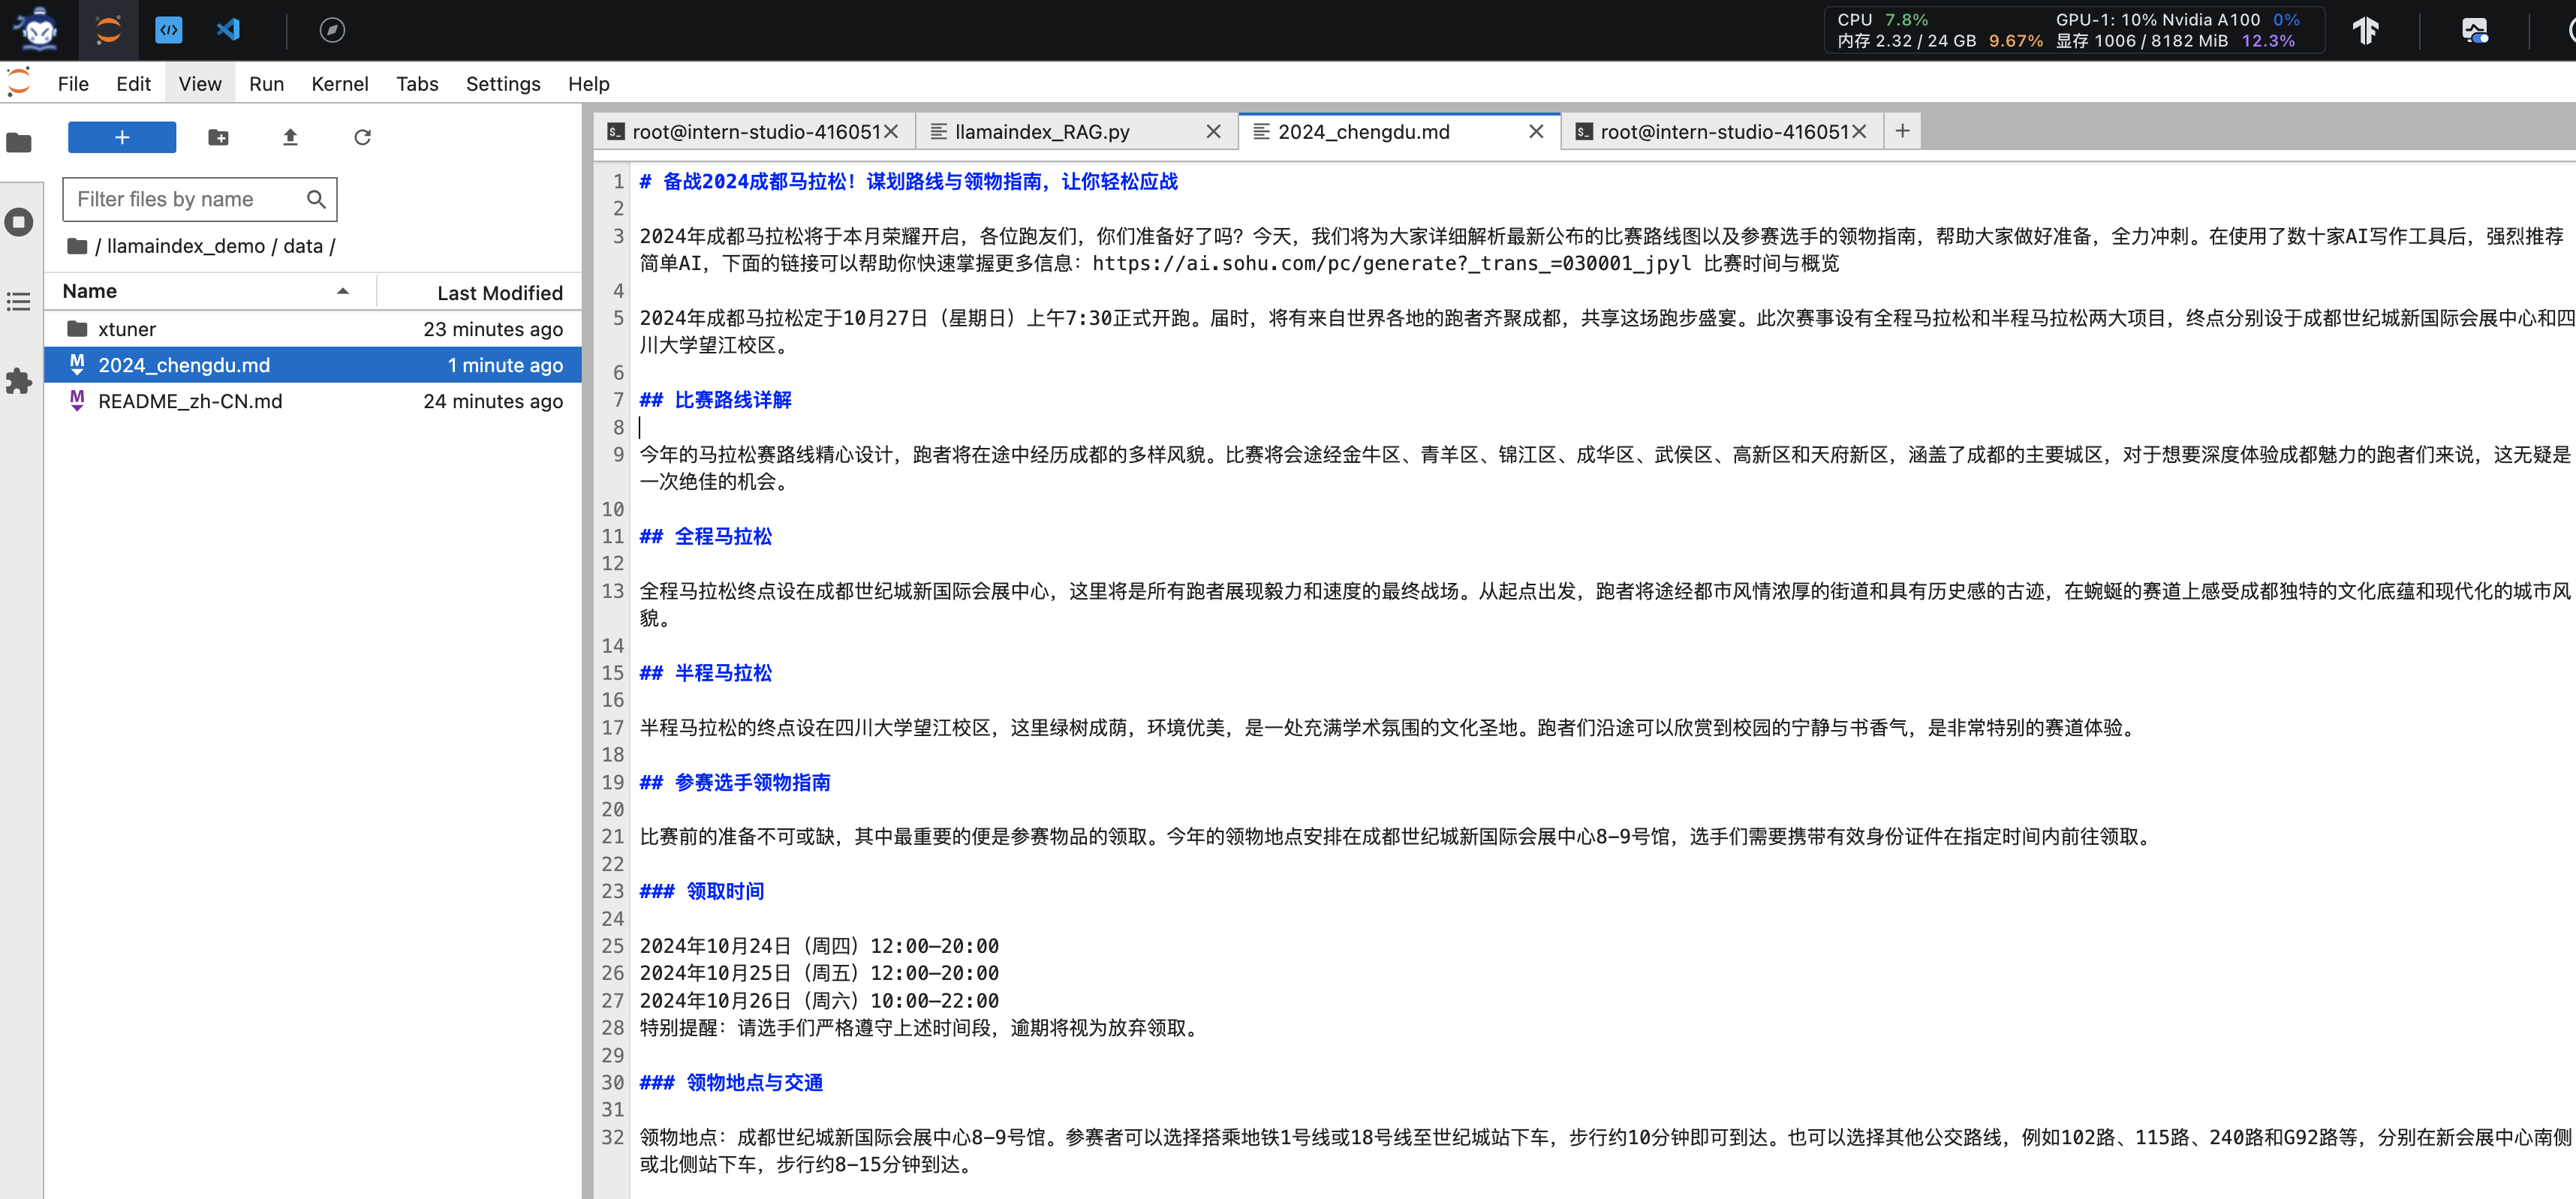 CPU 7.8%
GPU-1: 10% Nvidia A100 0%
内存 2.32 / 24 GB 9.67%
显存 1006 / 8182 MiB 12.3%
File Edit View Run Kernel Tabs Settings Help
+
Filter files by name
/ llamaindex_demo / data /
Name Last Modified
xtuner 23 minutes ago
2024_chengdu.md 1 minute ago
README_zh-CN.md 24 minutes ago
root@intern-studio-416051 llamaindex_RAG.py 2024_chengdu.md root@intern-studio-416051 +
1 # 备战2024成都马拉松！谋划路线与领物指南，让你轻松应战
2
3 2024年成都马拉松将于本月荣耀开启，各位跑友们，你们准备好了吗？今天，我们将为大家详细解析最新公布的比赛路线图以及参赛选手的领物指南，帮助大家做好准备，全力冲刺。在使用了数十家AI写作工具后，强烈推荐
简单AI，下面的链接可以帮助你快速掌握更多信息：https://ai.sohu.com/pc/generate?_trans_=030001_jpyl 比赛时间与概览
4
5 2024年成都马拉松定于10月27日（星期日）上午7:30正式开跑。届时，将有来自世界各地的跑者齐聚成都，共享这场跑步盛宴。此次赛事设有全程马拉松和半程马拉松两大项目，终点分别设于成都世纪城新国际会展中心和四
川大学望江校区。
6
7 ## 比赛路线详解
8
9 今年的马拉松赛路线精心设计，跑者将在途中经历成都的多样风貌。比赛将会途经金牛区、青羊区、锦江区、成华区、武侯区、高新区和天府新区，涵盖了成都的主要城区，对于想要深度体验成都魅力的跑者们来说，这无疑是
一次绝佳的机会。
10
11 ## 全程马拉松
12
13 全程马拉松终点设在成都世纪城新国际会展中心，这里将是所有跑者展现毅力和速度的最终战场。从起点出发，跑者将途经都市风情浓厚的街道和具有历史感的古迹，在蜿蜒的赛道上感受成都独特的文化底蕴和现代化的城市风
貌。
14
15 ## 半程马拉松
16
17 半程马拉松的终点设在四川大学望江校区，这里绿树成荫，环境优美，是一处充满学术氛围的文化圣地。跑者们沿途可以欣赏到校园的宁静与书香气，是非常特别的赛道体验。
18
19 ## 参赛选手领物指南
20
21 比赛前的准备不可或缺，其中最重要的便是参赛物品的领取。今年的领物地点安排在成都世纪城新国际会展中心8-9号馆，选手们需要携带有效身份证件在指定时间内前往领取。
22
23 ### 领取时间
24
25 2024年10月24日（周四）12:00—20:00
26 2024年10月25日（周五）12:00—20:00
27 2024年10月26日（周六）10:00—22:00
28 特别提醒：请选手们严格遵守上述时间段，逾期将视为放弃领取。
29
30 ### 领物地点与交通
31
32 领物地点：成都世纪城新国际会展中心8-9号馆。参赛者可以选择搭乘地铁1号线或18号线至世纪城站下车，步行约10分钟即可到达。也可以选择其他公交路线，例如102路、115路、240路和G92路等，分别在新会展中心南侧
或北侧站下车，步行约8-15分钟到达。